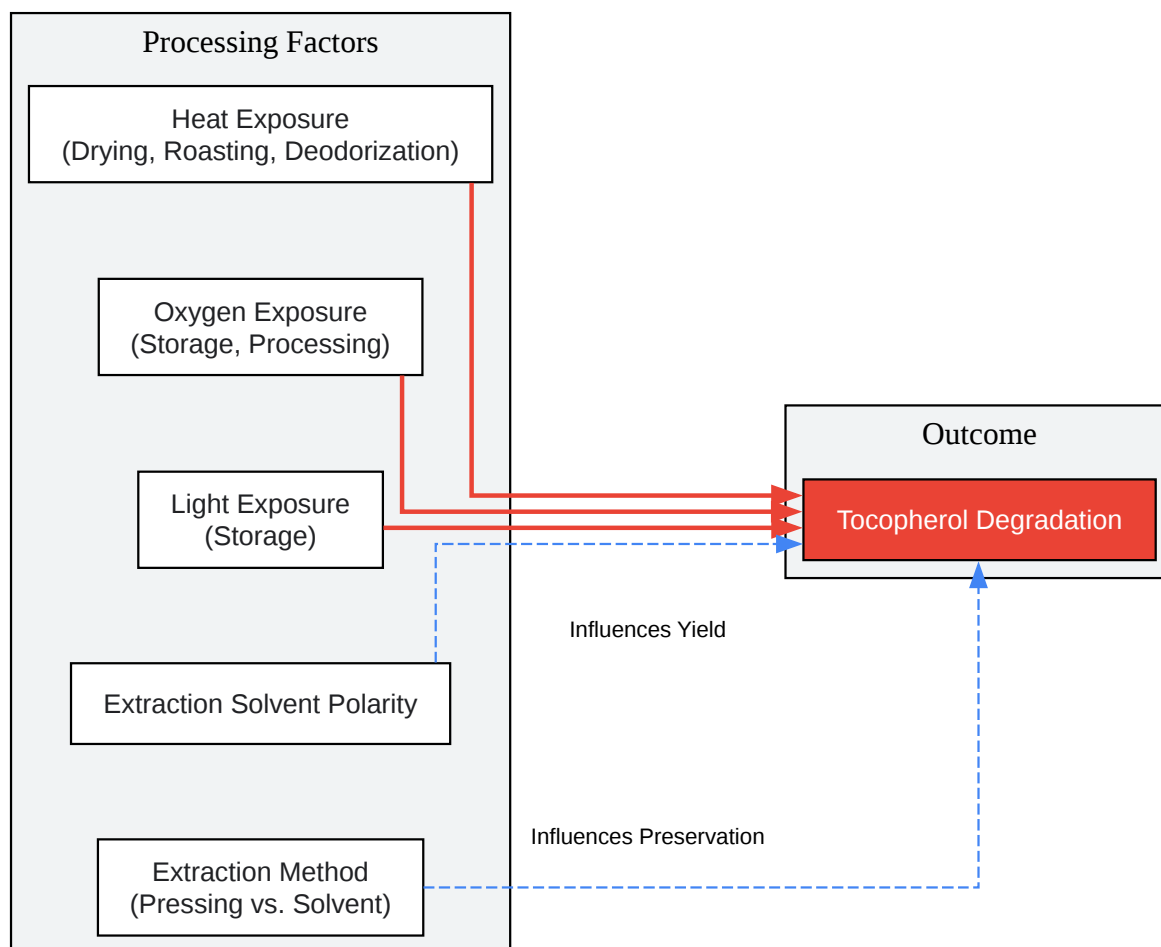 Processing Factors
Heat Exposure
(Drying, Roasting, Deodorization)
Oxygen Exposure
(Storage, Processing)
Light Exposure
(Storage)
Extraction Solvent Polarity
Extraction Method
(Pressing vs. Solvent)
Influences Yield
Influences Preservation
Outcome
Tocopherol Degradation